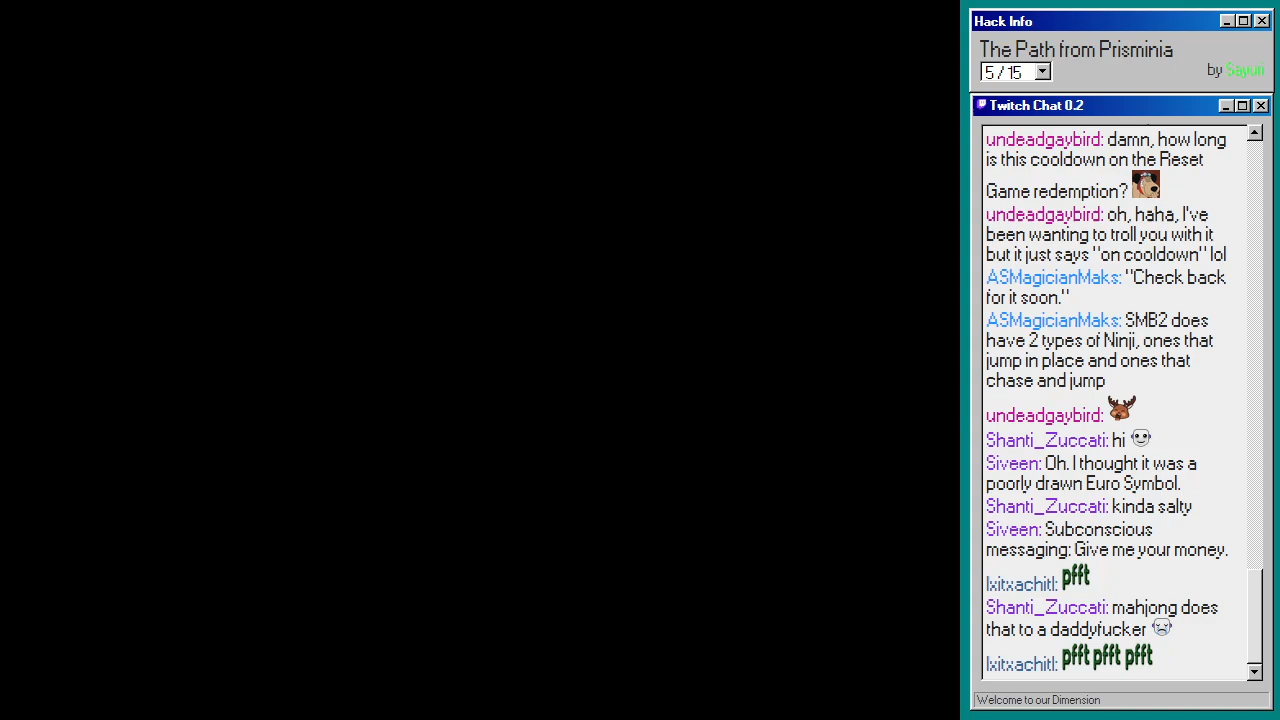 Hack Info
The Path from Prisminia
5 / 15
by Sayuri
Twitch Chat 0.2
undeadgaybird: damn, how long
is this cooldown on the Reset
Game redemption?
undeadgaybird: oh, haha, I've
been wanting to troll you with it
but it just says "on cooldown" lol
ASMagicianMaks: "Check back
for it soon."
ASMagicianMaks: SMB2 does
have 2 types of Ninji, ones that
jump in place and ones that
chase and jump
undeadgaybird:
Shanti_Zuccati: hi
Siveen: Oh. I thought it was a
poorly drawn Euro Symbol.
Shanti_Zuccati: kinda salty
Siveen: Subconscious
messaging: Give me your money.
lxitxachitl: pfft
Shanti_Zuccati: mahjong does
that to a daddyfucker
lxitxachitl: pfft pfft pfft
Welcome to our Dimension